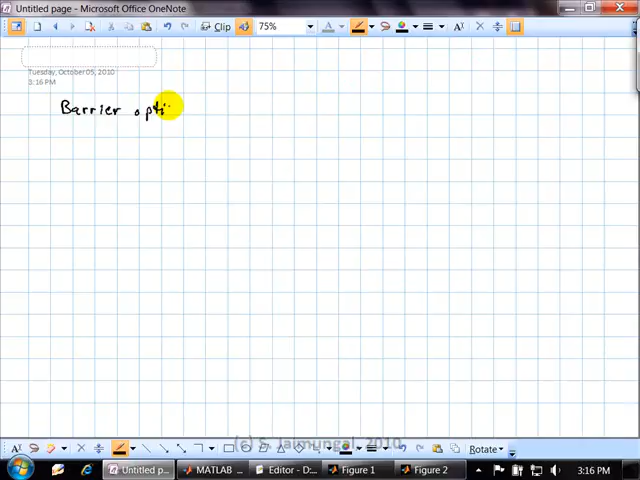 Untitled page - Microsoft Office OneNote
Clip
75%
Tuesday, October 05, 2010
3:16 PM
Barrier opti
(c) S. Jaimungal, 2010
Rotate
Untitled p...
MATLAB
Editor - D:...
Figure 1
Figure 2
3:16 PM